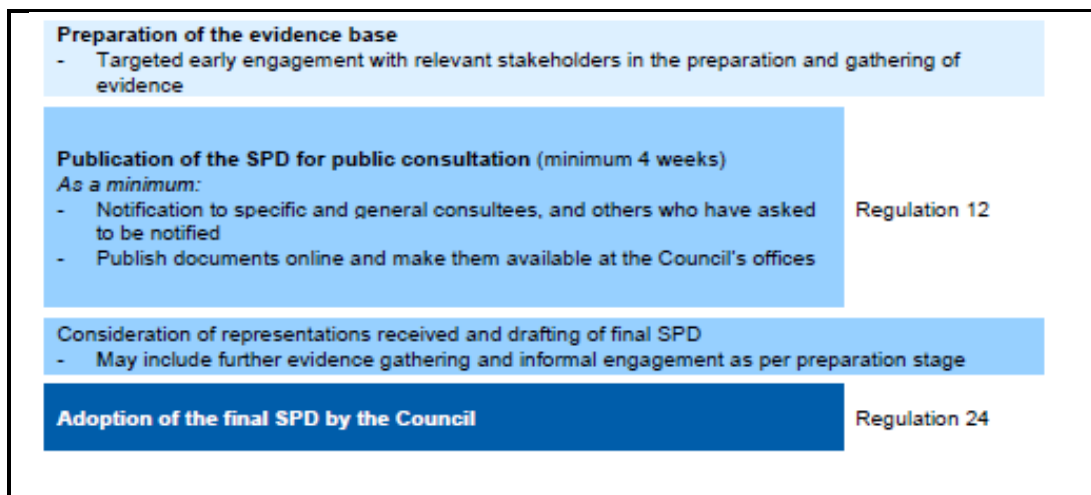 Preparation of the evidence base
- Targeted early engagement with relevant stakeholders in the preparation and gathering of
evidence
Publication of the SPD for public consultation (minimum 4 weeks)
As a minimum:
- Notification to specific and general consultees, and others who have asked
to be notified
- Publish documents online and make them available at the Council's offices
Regulation 12
Consideration of representations received and drafting of final SPD
- May include further evidence gathering and informal engagement as per preparation stage
Adoption of the final SPD by the Council
Regulation 24